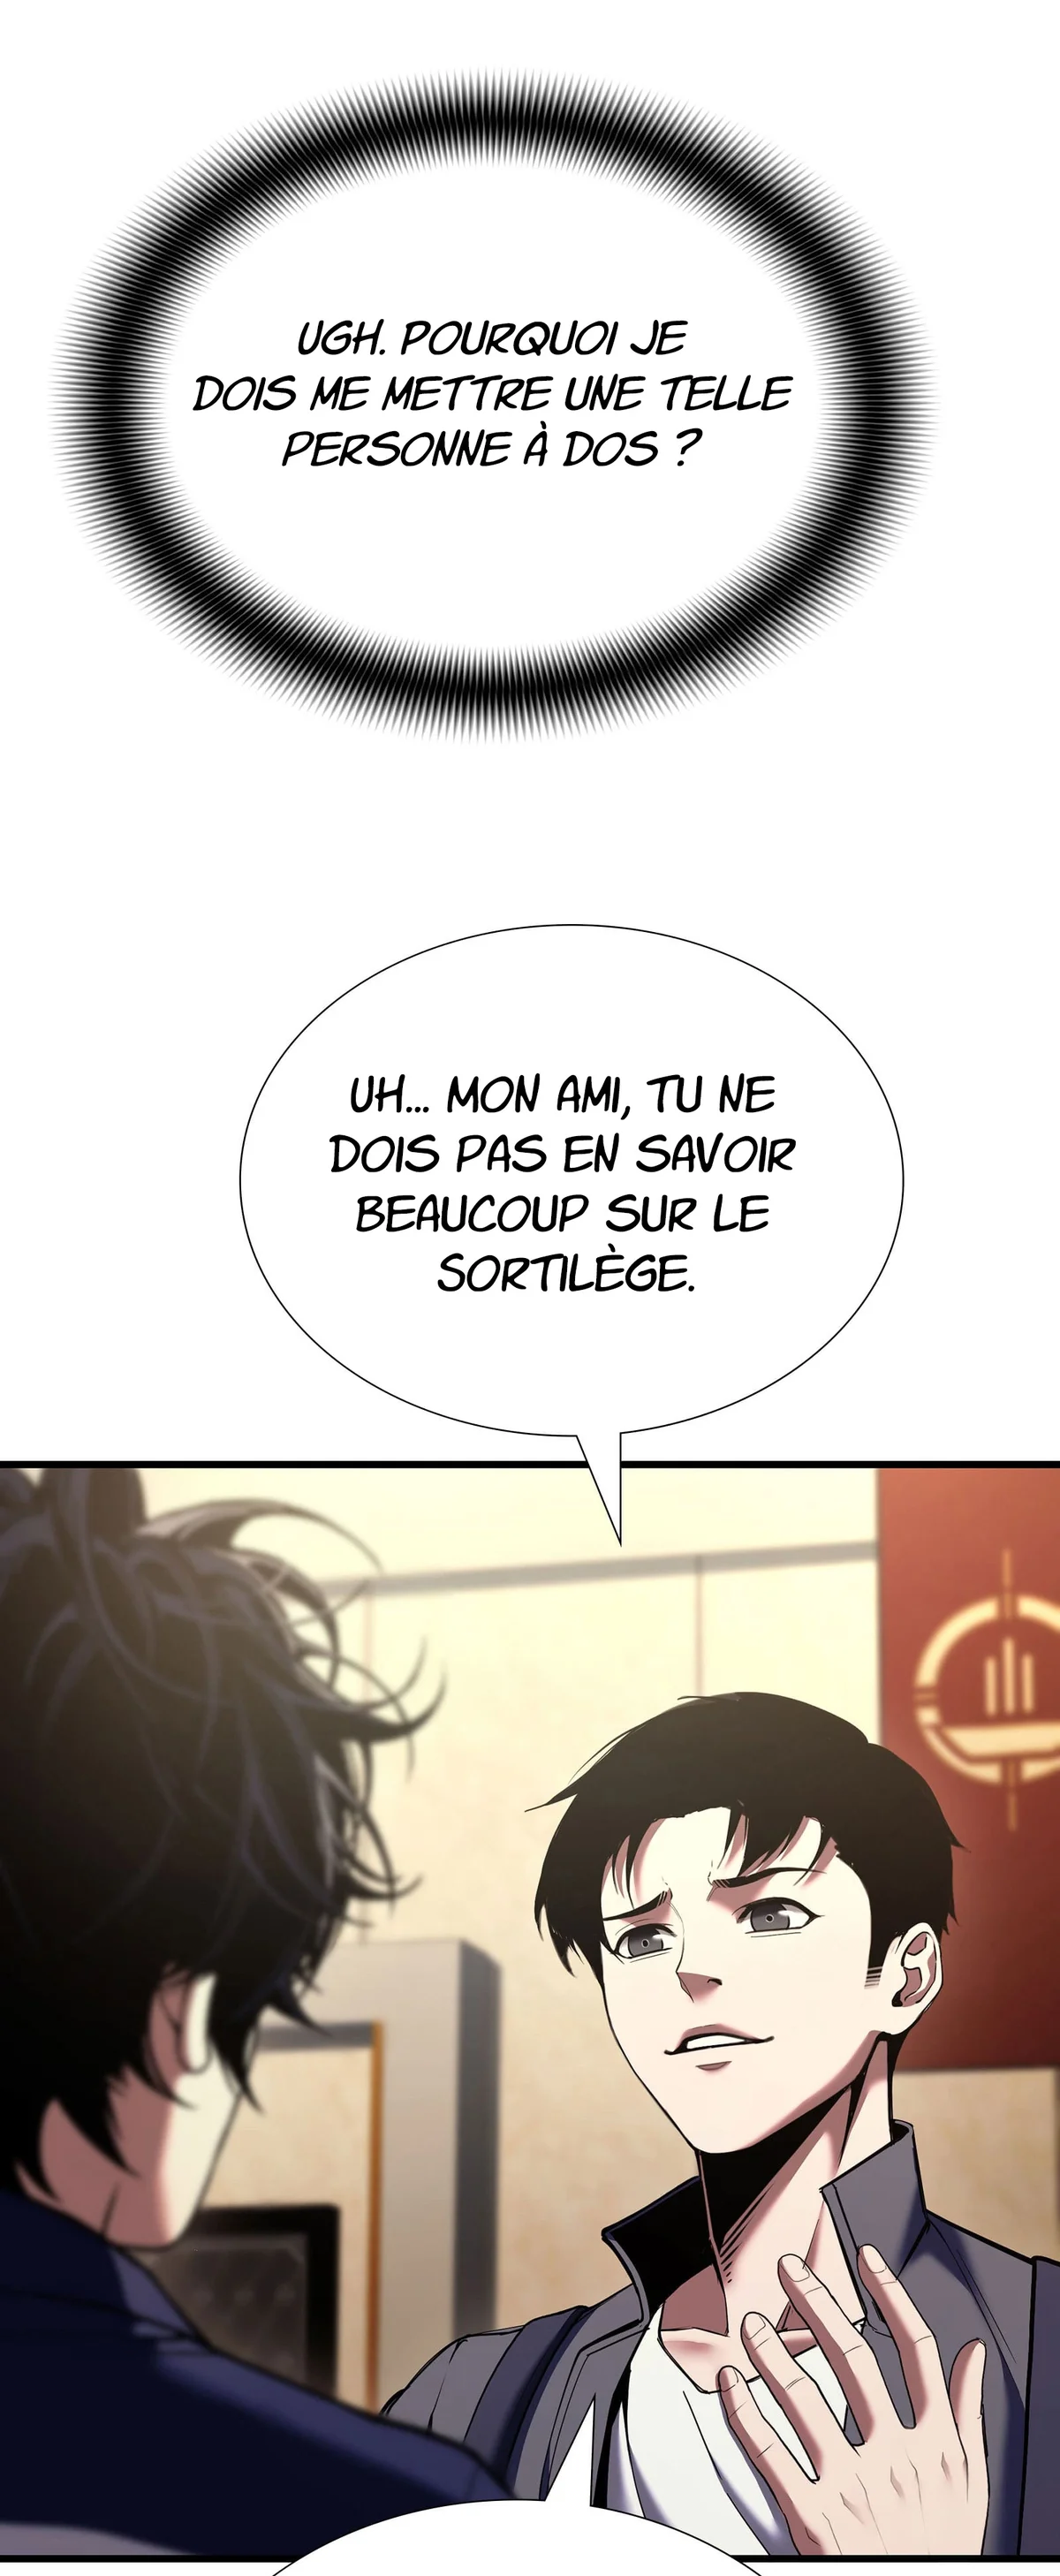 UGH. POURQUOI JE
DOIS ME METTRE UNE TELLE
PERSONNE À DOS ?
UH... MON AMI, TU NE
DOIS PAS EN SAVOIR
BEAUCOUP SUR LE
SORTILÈGE.